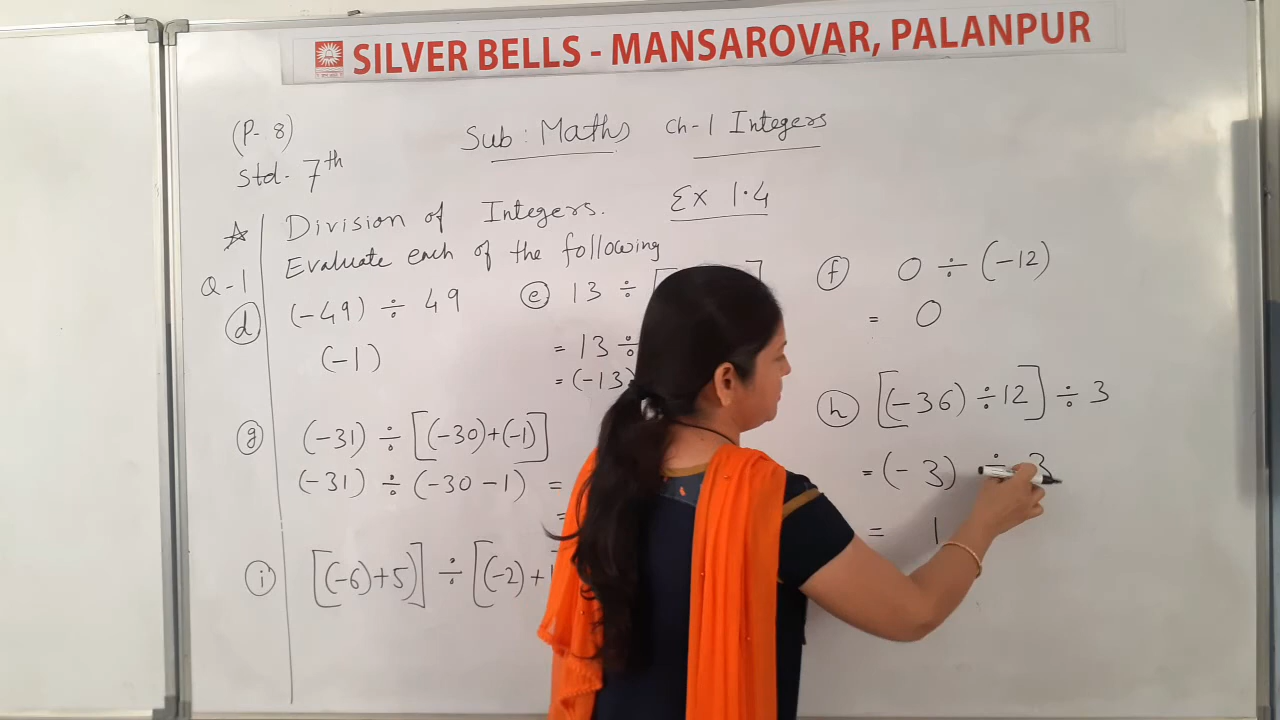 SILVER BELLS - MANSAROVAR, PALANPUR
(P- 8)
Sub : Maths Ch-1 Integers
Std- 7th
Division of Integers. Ex 1.4
Q-1 Evaluate each of the following
(d) (-49) ÷ 49
(-1)
(e) 13 ÷ [
= 13 ÷
= (-13)
(f) 0 ÷ (-12)
= 0
(g) (-31) ÷ [(-30)+(-1)]
(-31) ÷ (-30 - 1) =
=
(h) [(-36) ÷ 12] ÷ 3
= (- 3) ÷ 3
= 1
(i) [(-6)+5)] ÷ [(-2)+